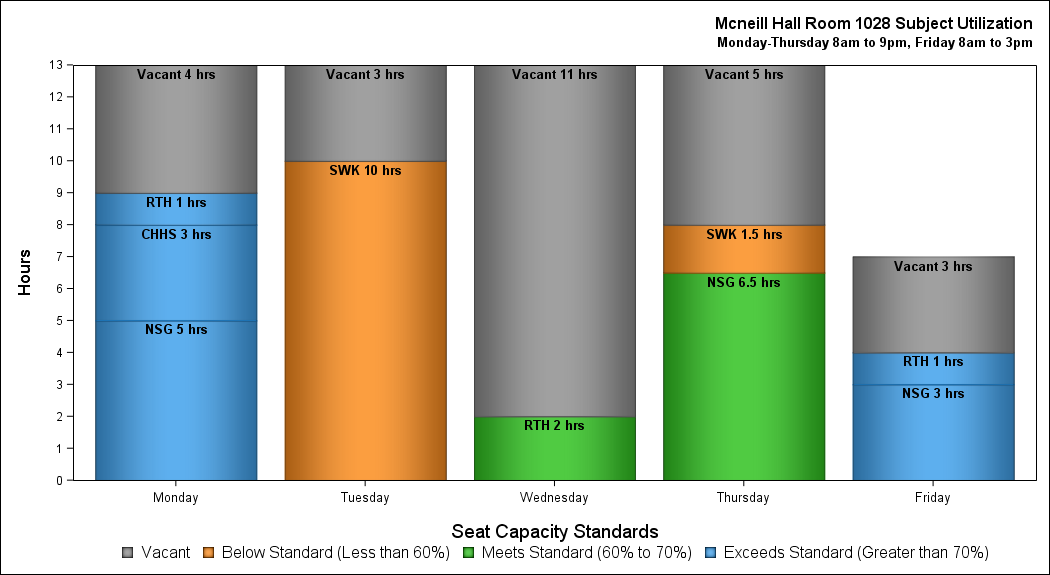 Mcneill Hall Room 1028 Subject Utilization
Monday-Thursday 8am to 9pm, Friday 8am to 3pm
Hours
13
12
11
10
9
8
7
6
5
4
3
2
1
0
Vacant 4 hrs
RTH 1 hrs
CHHS 3 hrs
NSG 5 hrs
Vacant 3 hrs
SWK 10 hrs
Vacant 11 hrs
RTH 2 hrs
Vacant 5 hrs
SWK 1.5 hrs
NSG 6.5 hrs
Vacant 3 hrs
RTH 1 hrs
NSG 3 hrs
Monday Tuesday Wednesday Thursday Friday
Seat Capacity Standards
Vacant Below Standard (Less than 60%) Meets Standard (60% to 70%) Exceeds Standard (Greater than 70%)